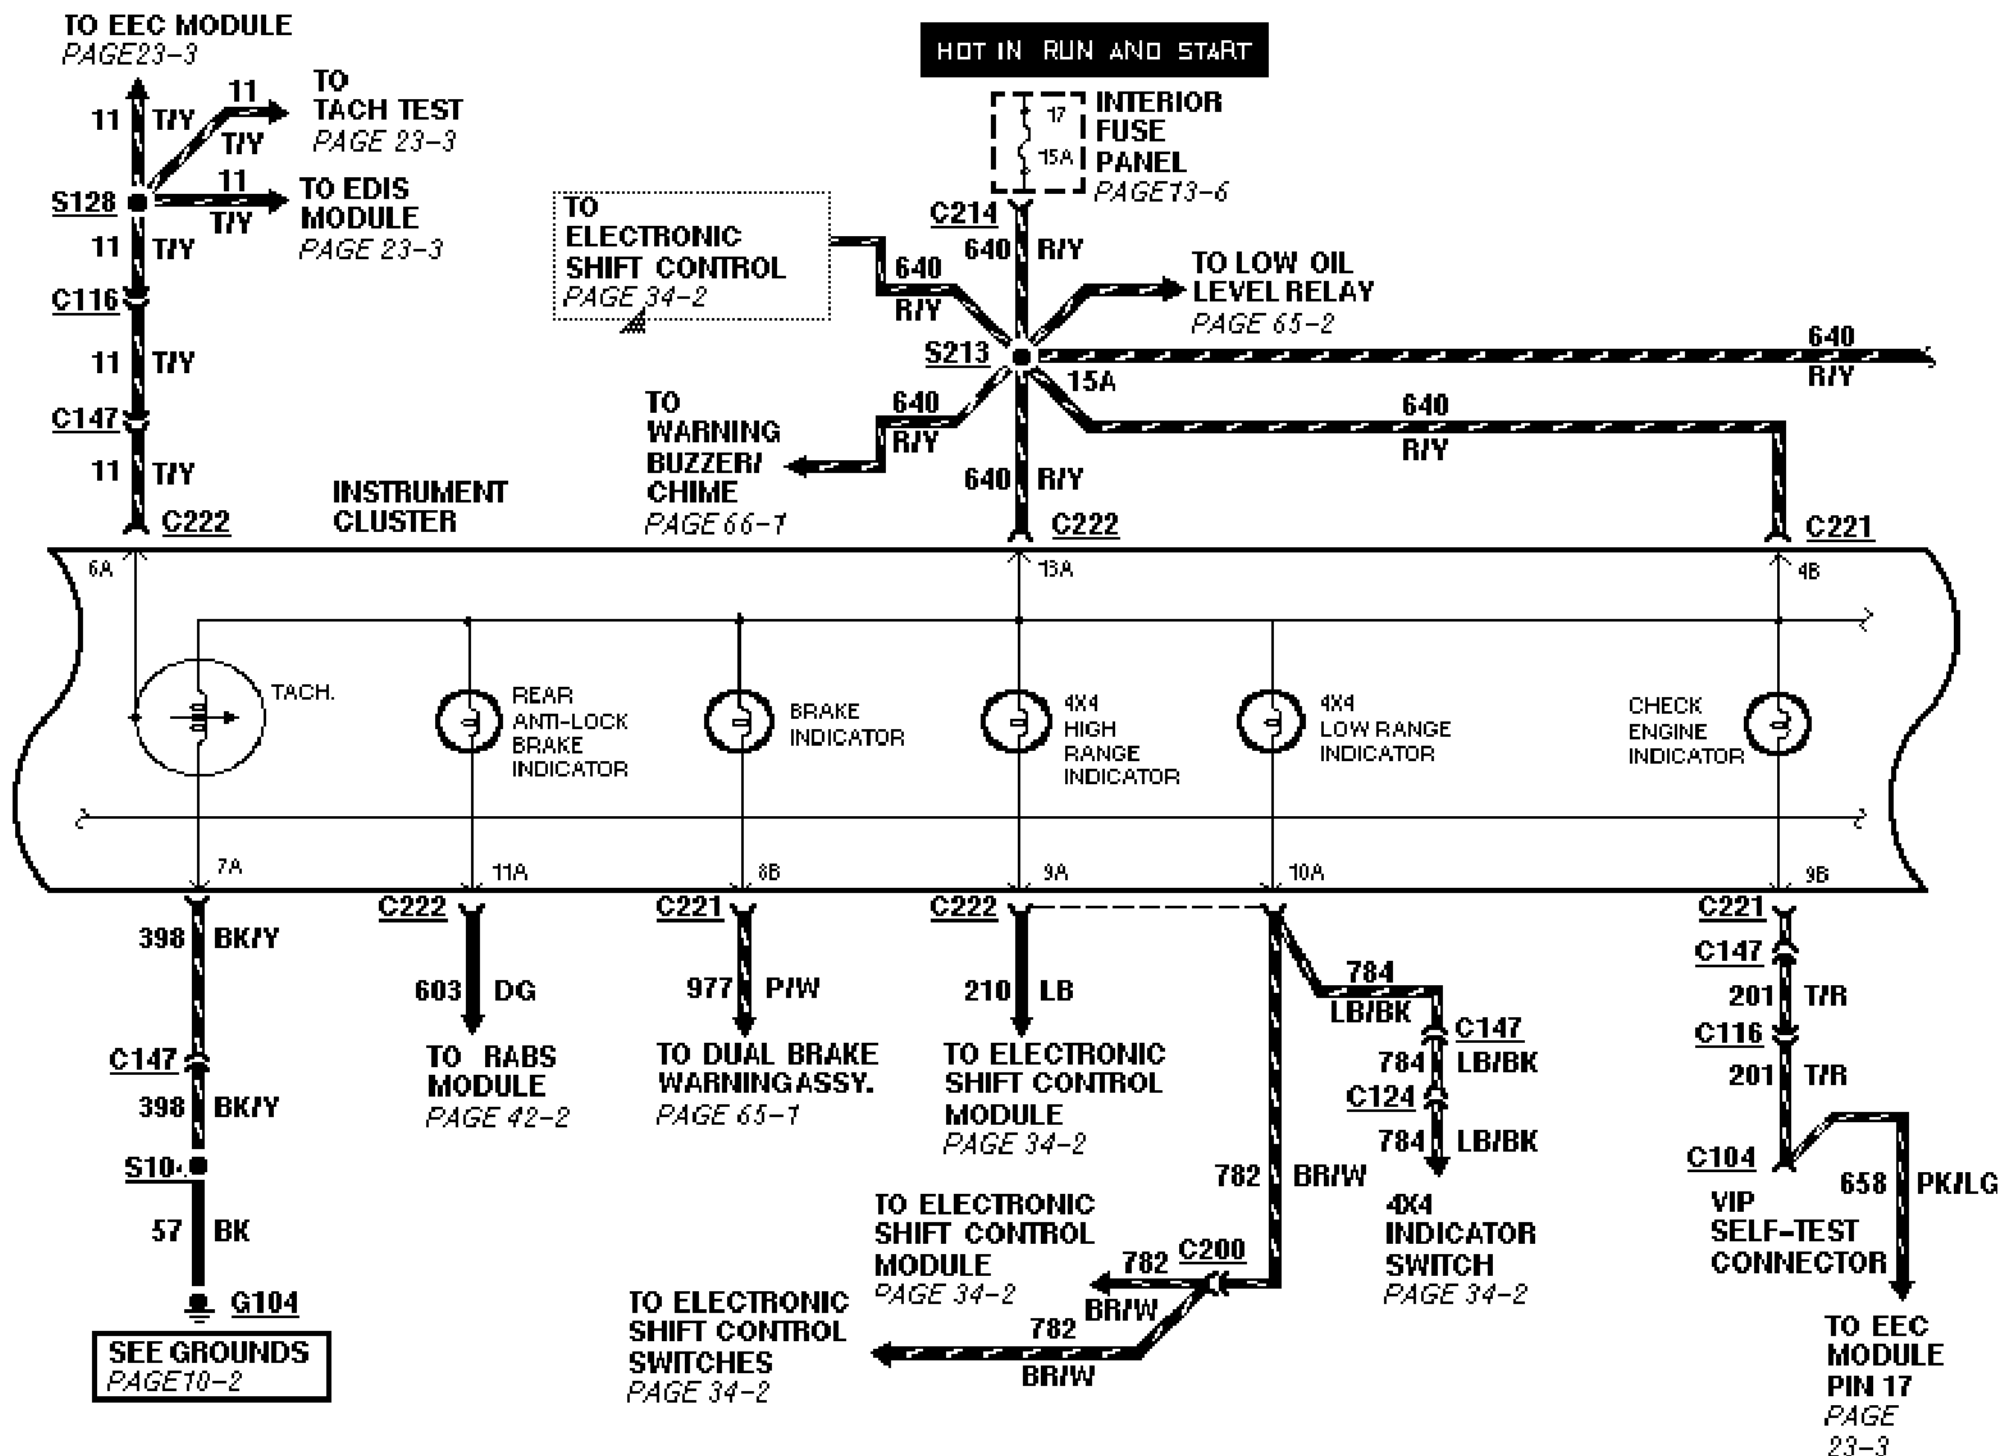 TO EEC MODULE
PAGE23-3
11
T/Y
11
T/Y
TO
TACH TEST
PAGE 23-3
S128
11
T/Y
TO EDIS
MODULE
PAGE 23-3
11
T/Y
C116
11
T/Y
C147
11
T/Y
C222
INSTRUMENT
CLUSTER
HOT IN RUN AND START
17
15A
INTERIOR
FUSE
PANEL
PAGE13-6
C214
640
R/Y
TO
ELECTRONIC
SHIFT CONTROL
PAGE 34-2
640
R/Y
TO LOW OIL
LEVEL RELAY
PAGE 65-2
S213
15A
640
R/Y
640
R/Y
TO
WARNING
BUZZER/
CHIME
PAGE 66-1
640
R/Y
640
R/Y
C222
C221
6A
13A
4B
TACH.
REAR
ANTI-LOCK
BRAKE
INDICATOR
BRAKE
INDICATOR
4X4
HIGH
RANGE
INDICATOR
4X4
LOW RANGE
INDICATOR
CHECK
ENGINE
INDICATOR
7A
11A
8B
9A
10A
9B
398
BK/Y
C147
398
BK/Y
57
BK
G104
SEE GROUNDS
PAGE10-2
C222
603
DG
TO RABS
MODULE
PAGE 42-2
C221
977
P/W
TO DUAL BRAKE
WARNINGASSY.
PAGE 65-1
C222
210
LB
TO ELECTRONIC
SHIFT CONTROL
MODULE
PAGE 34-2
784
LB/BK
C147
784
LB/BK
C124
784
LB/BK
4X4
INDICATOR
SWITCH
PAGE 34-2
782
BR/W
TO ELECTRONIC
SHIFT CONTROL
MODULE
PAGE 34-2
C200
782
BR/W
TO ELECTRONIC
SHIFT CONTROL
SWITCHES
PAGE 34-2
782
BR/W
C221
C147
201
T/R
C116
201
T/R
C104
VIP
SELF-TEST
CONNECTOR
658
PK/LG
TO EEC
MODULE
PIN 17
PAGE
23-3